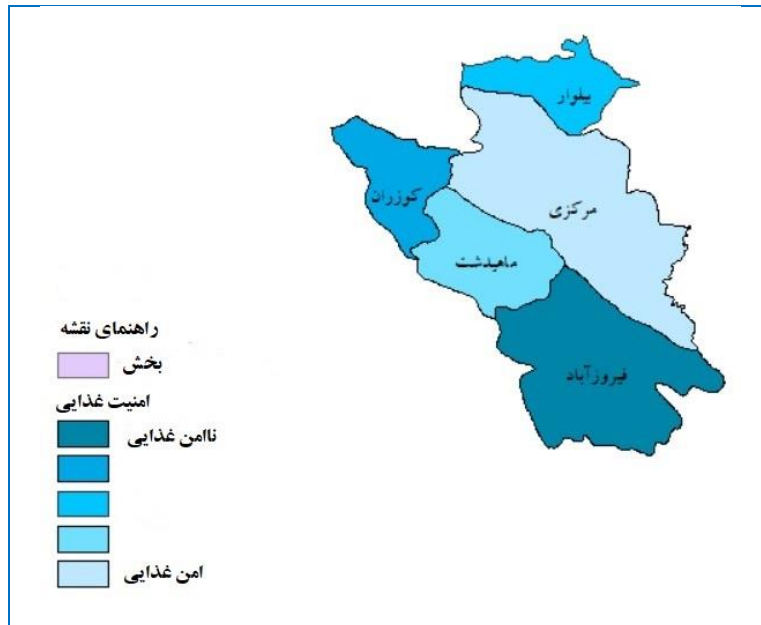 بیلوار
کوزران
مرکزی
ماهیدشت
فیروزآباد
راهنمای نقشه
بخش
امنیت غذایی
ناامن غذایی
امن غذایی